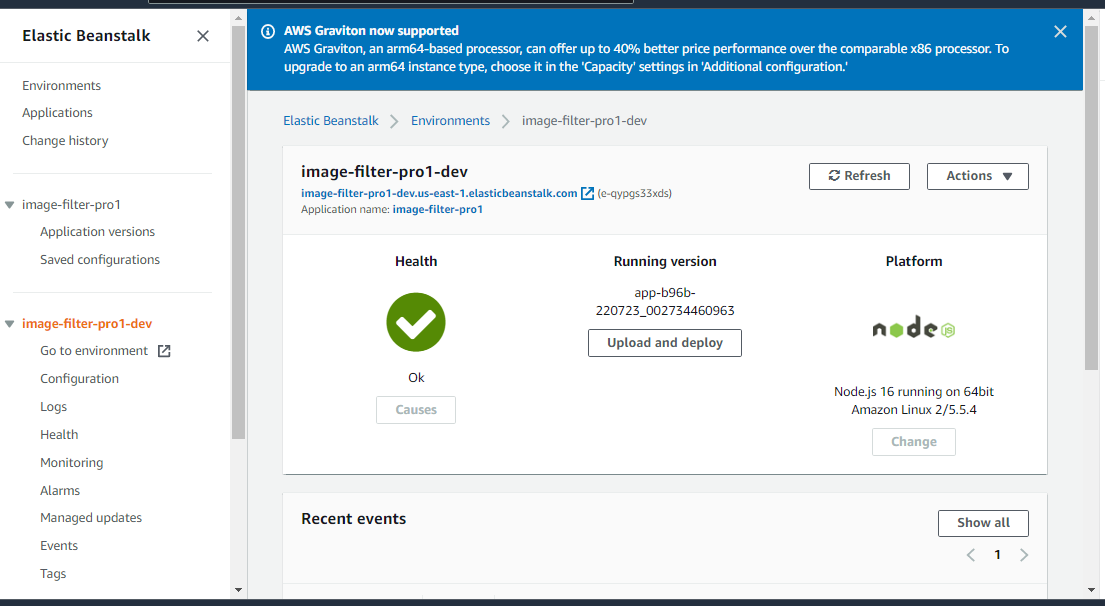 Elastic Beanstalk
Environments
Applications
Change history
image-filter-pro1
Application versions
Saved configurations
image-filter-pro1-dev
Go to environment
Configuration
Logs
Health
Monitoring
Alarms
Managed updates
Events
Tags
AWS Graviton now supported
AWS Graviton, an arm64-based processor, can offer up to 40% better price performance over the comparable x86 processor. To
upgrade to an arm64 instance type, choose it in the 'Capacity' settings in 'Additional configuration.'
Elastic Beanstalk Environments image-filter-pro1-dev
image-filter-pro1-dev
image-filter-pro1-dev.us-east-1.elasticbeanstalk.com (e-qypgs33xds)
Application name: image-filter-pro1
Refresh
Actions
Health
Ok
Causes
Running version
app-b96b-
220723_002734460963
Upload and deploy
Platform
node JS
Node.js 16 running on 64bit
Amazon Linux 2/5.5.4
Change
Recent events
Show all
1